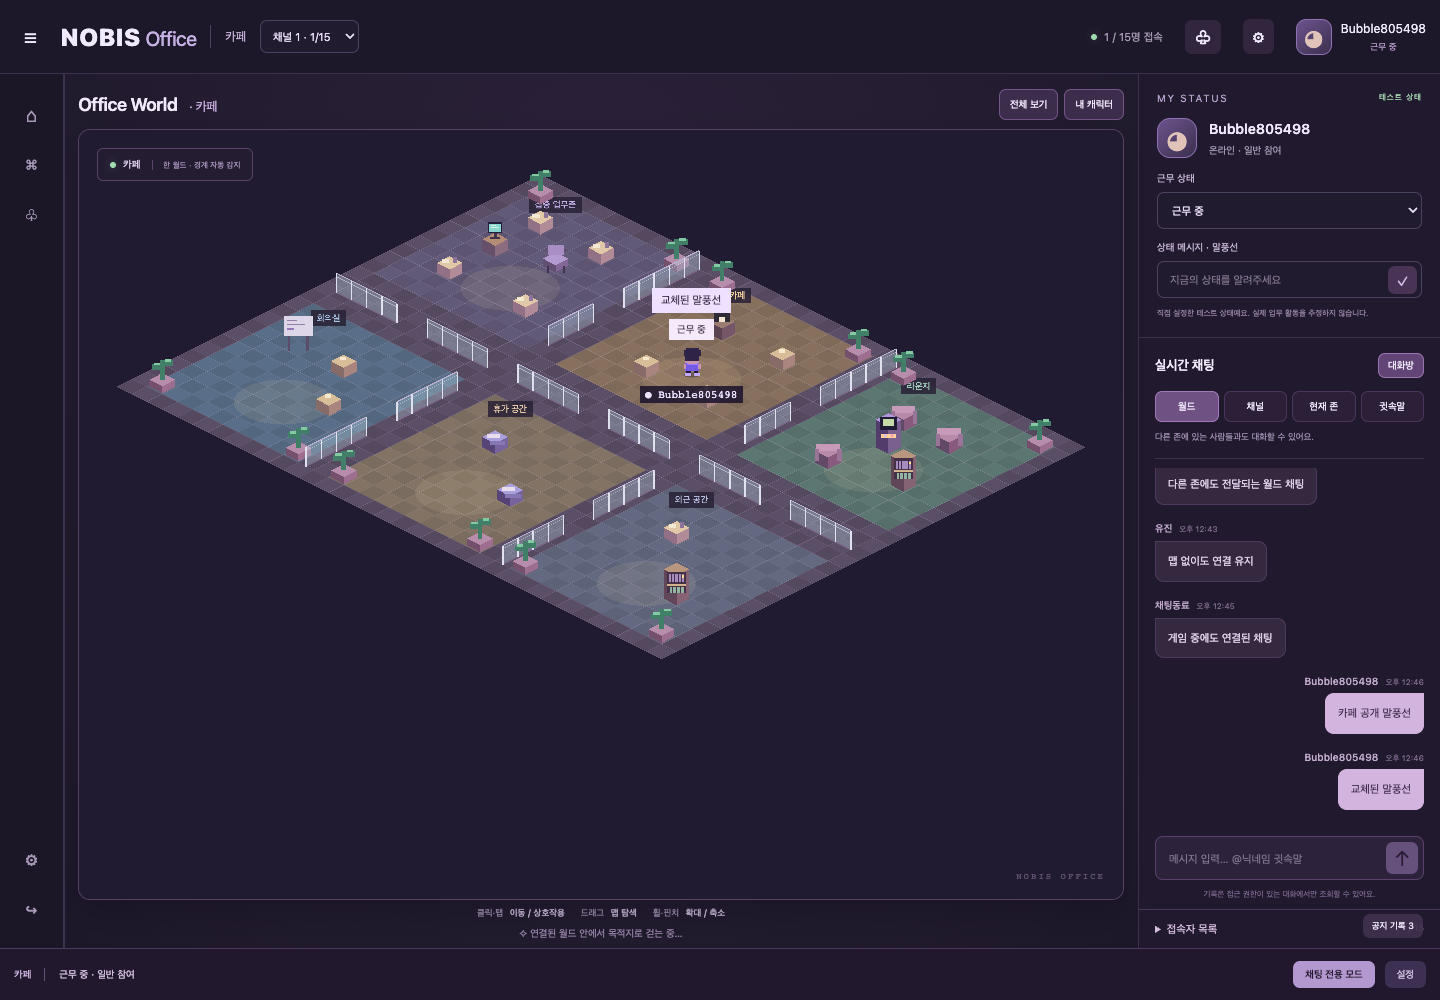 NOBIS Office
카페
채널 1 · 1/15
1 / 15명 접속
Bubble805498
근무 중
Office World · 카페
전체 보기
내 캐릭터
카페
한 월드 · 경계 자동 감지
업무존
회의실
카페
교체된 말풍선
근무 중
Bubble805498
라운지
휴가 공간
외근 공간
NOBIS OFFICE
클릭·탭 이동 / 상호작용 드래그 맵 탐색 휠·핀치 확대 / 축소
✧ 연결된 월드 안에서 목적지로 걷는 중...
MY STATUS
테스트 상태
Bubble805498
온라인 · 일반 참여
근무 상태
근무 중
상태 메시지 · 말풍선
지금의 상태를 알려주세요
직접 설정한 테스트 상태예요. 실제 업무 활동을 추정하지 않습니다.
실시간 채팅
대화방
월드
채널
현재 존
귓속말
다른 존에 있는 사람들과도 대화할 수 있어요.
다른 존에도 전달되는 월드 채팅
유진 오후 12:43
맵 없이도 연결 유지
채팅동료 오후 12:45
게임 중에도 연결된 채팅
Bubble805498 오후 12:46
카페 공개 말풍선
Bubble805498 오후 12:46
교체된 말풍선
메시지 입력... @닉네임 귓속말
기록은 접근 권한이 있는 대화에서만 조회할 수 있어요.
접속자 목록
공지 기록 3
카페
근무 중 · 일반 참여
채팅 전용 모드
설정